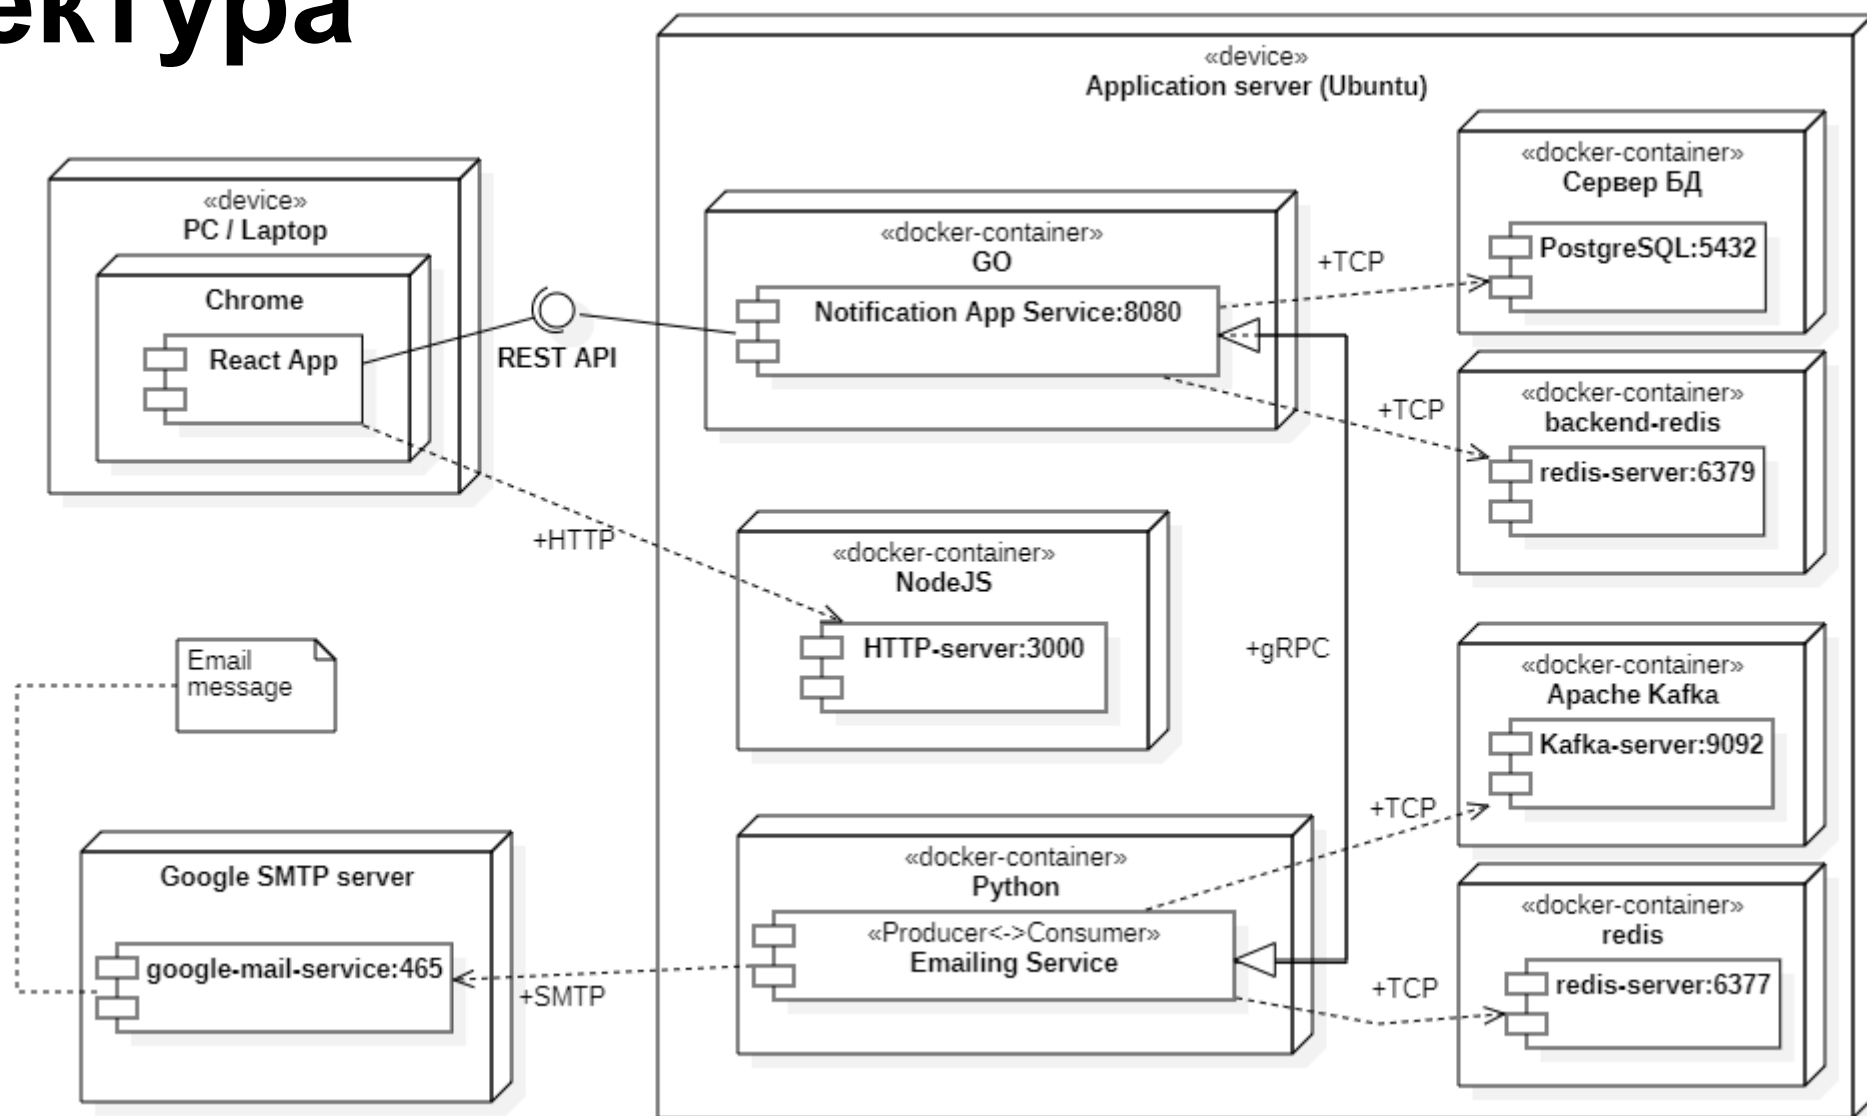 ектура
«device»
Application server (Ubuntu)
«device»
PC / Laptop
Chrome
React App
REST API
«docker-container»
GO
Notification App Service:8080
+TCP
«docker-container»
Сервер БД
PostgreSQL:5432
+TCP
«docker-container»
backend-redis
redis-server:6379
+HTTP
«docker-container»
NodeJS
HTTP-server:3000
+gRPC
«docker-container»
Apache Kafka
Kafka-server:9092
+TCP
Email
message
Google SMTP server
google-mail-service:465
+SMTP
«docker-container»
Python
«Producer<->Consumer»
Emailing Service
+TCP
«docker-container»
redis
redis-server:6377